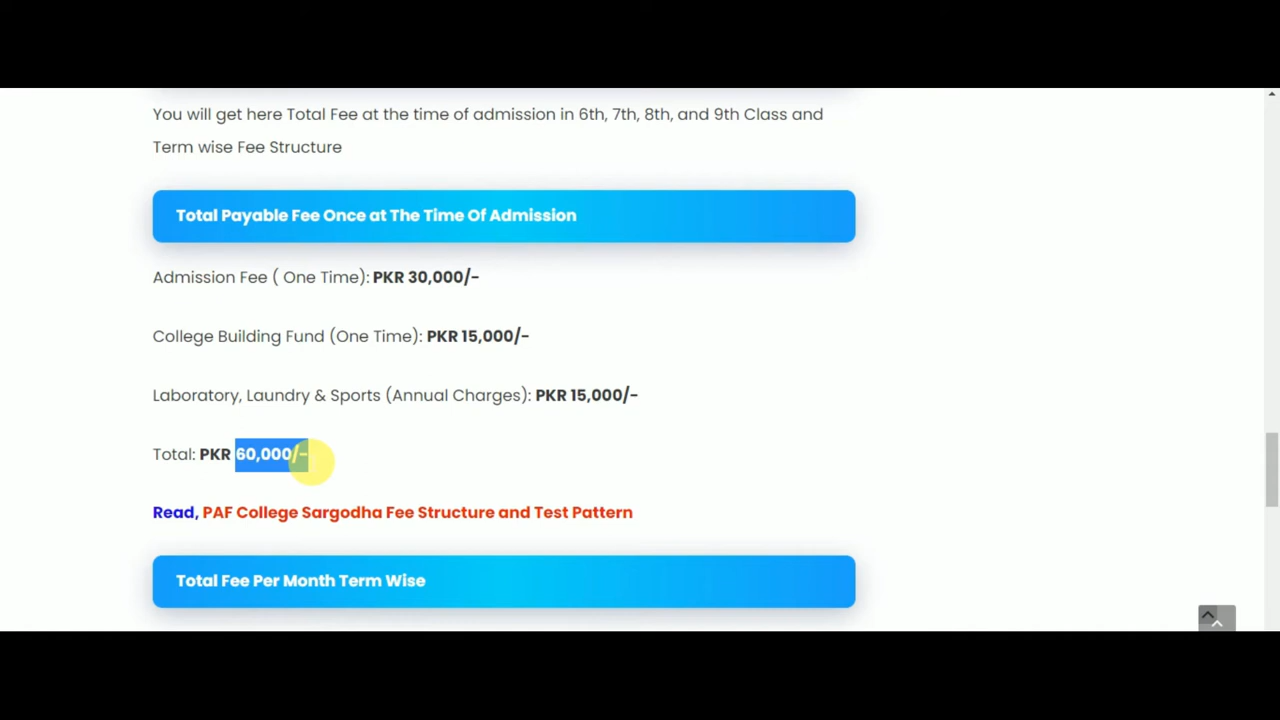 You will get here Total Fee at the time of admission in 6th, 7th, 8th, and 9th Class and
Term wise Fee Structure
Total Payable Fee Once at The Time Of Admission
Admission Fee ( One Time): PKR 30,000/-
College Building Fund (One Time): PKR 15,000/-
Laboratory, Laundry & Sports (Annual Charges): PKR 15,000/-
Total: PKR 60,000/-
Read, PAF College Sargodha Fee Structure and Test Pattern
Total Fee Per Month Term Wise